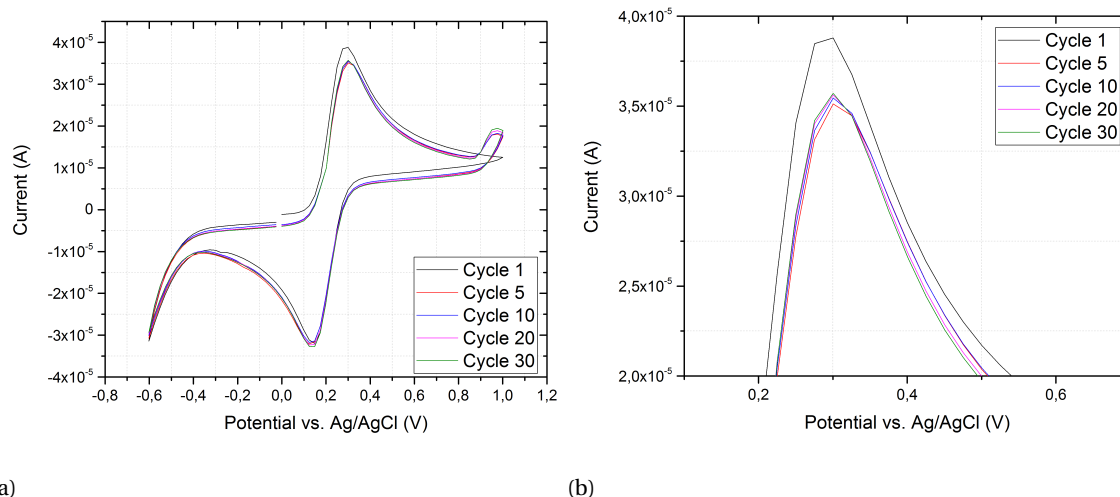 4x10⁻⁵
3x10⁻⁵
2x10⁻⁵
1x10⁻⁵
0
-1x10⁻⁵
-2x10⁻⁵
-3x10⁻⁵
-4x10⁻⁵
Current (A)
-0,8 -0,6 -0,4 -0,2 0,0 0,2 0,4 0,6 0,8 1,0 1,2
Potential vs. Ag/AgCl (V)
Cycle 1
Cycle 5
Cycle 10
Cycle 20
Cycle 30
a)
4,0x10⁻⁵
3,5x10⁻⁵
3,0x10⁻⁵
2,5x10⁻⁵
2,0x10⁻⁵
Current (A)
0,2 0,4 0,6
Potential vs. Ag/AgCl (V)
Cycle 1
Cycle 5
Cycle 10
Cycle 20
Cycle 30
(b)